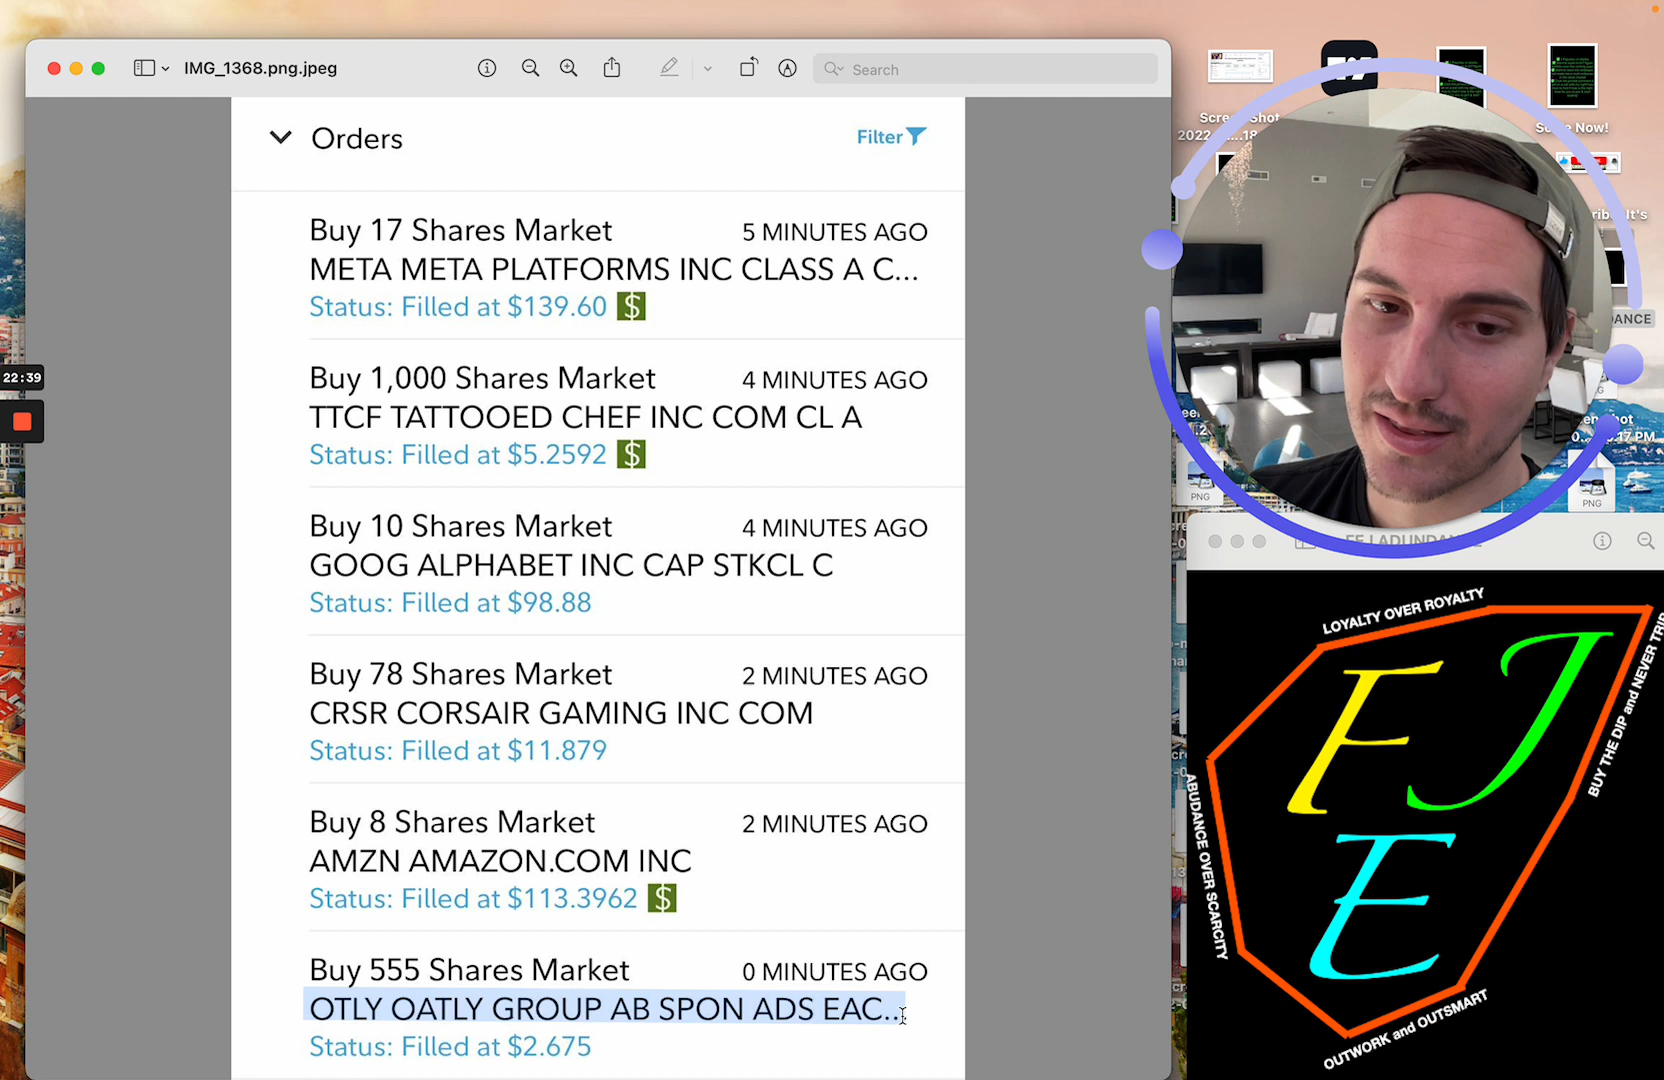 IMG_1368.png.jpeg
Search
Orders
Filter
Buy 17 Shares Market
5 MINUTES AGO
META META PLATFORMS INC CLASS A C...
Status: Filled at $139.60 $
Buy 1,000 Shares Market
4 MINUTES AGO
TTCF TATTOOED CHEF INC COM CL A
Status: Filled at $5.2592 $
Buy 10 Shares Market
4 MINUTES AGO
GOOG ALPHABET INC CAP STKCL C
Status: Filled at $98.88
Buy 78 Shares Market
2 MINUTES AGO
CRSR CORSAIR GAMING INC COM
Status: Filled at $11.879
Buy 8 Shares Market
2 MINUTES AGO
AMZN AMAZON.COM INC
Status: Filled at $113.3962 $
Buy 555 Shares Market
0 MINUTES AGO
OTLY OATLY GROUP AB SPON ADS EAC...
Status: Filled at $2.675
22:39
Now!
PNG
PNG
LOYALTY OVER ROYALTY
BUY THE DIP and NEVER TRIP
ABUDANCE OVER SCARCITY
OUTWORK and OUTSMART
F J
E